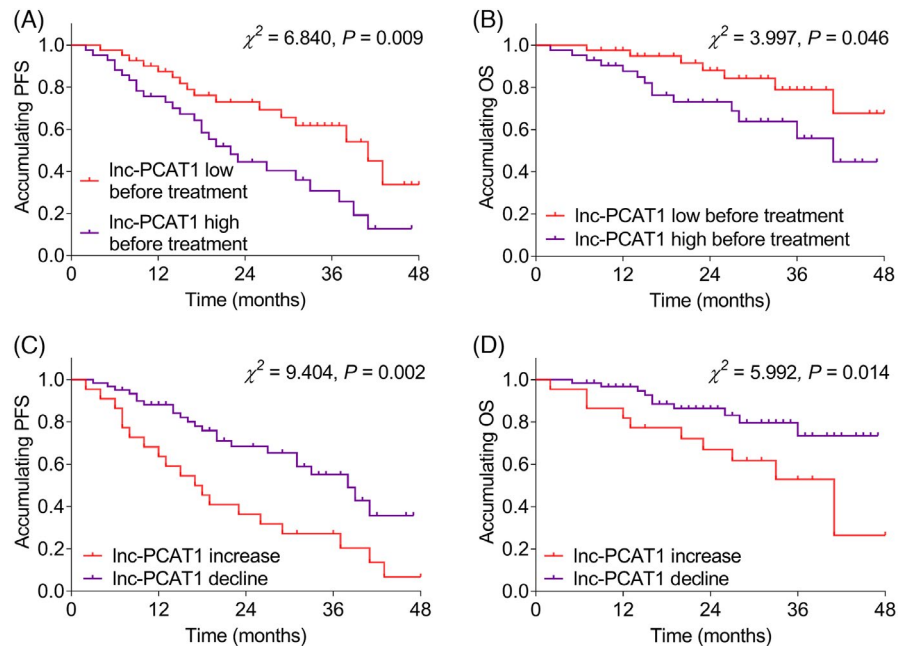 (A)
χ² = 6.840, P = 0.009
Accumulating PFS
1.0
0.8
0.6
0.4
0.2
0.0
lnc-PCAT1 low
before treatment
lnc-PCAT1 high
before treatment
0 12 24 36 48
Time (months)
(B)
χ² = 3.997, P = 0.046
Accumulating OS
1.0
0.8
0.6
0.4
0.2
0.0
lnc-PCAT1 low before treatment
lnc-PCAT1 high before treatment
0 12 24 36 48
Time (months)
(C)
χ² = 9.404, P = 0.002
Accumulating PFS
1.0
0.8
0.6
0.4
0.2
0.0
lnc-PCAT1 increase
lnc-PCAT1 decline
0 12 24 36 48
Time (months)
(D)
χ² = 5.992, P = 0.014
Accumulating OS
1.0
0.8
0.6
0.4
0.2
0.0
lnc-PCAT1 increase
lnc-PCAT1 decline
0 12 24 36 48
Time (months)